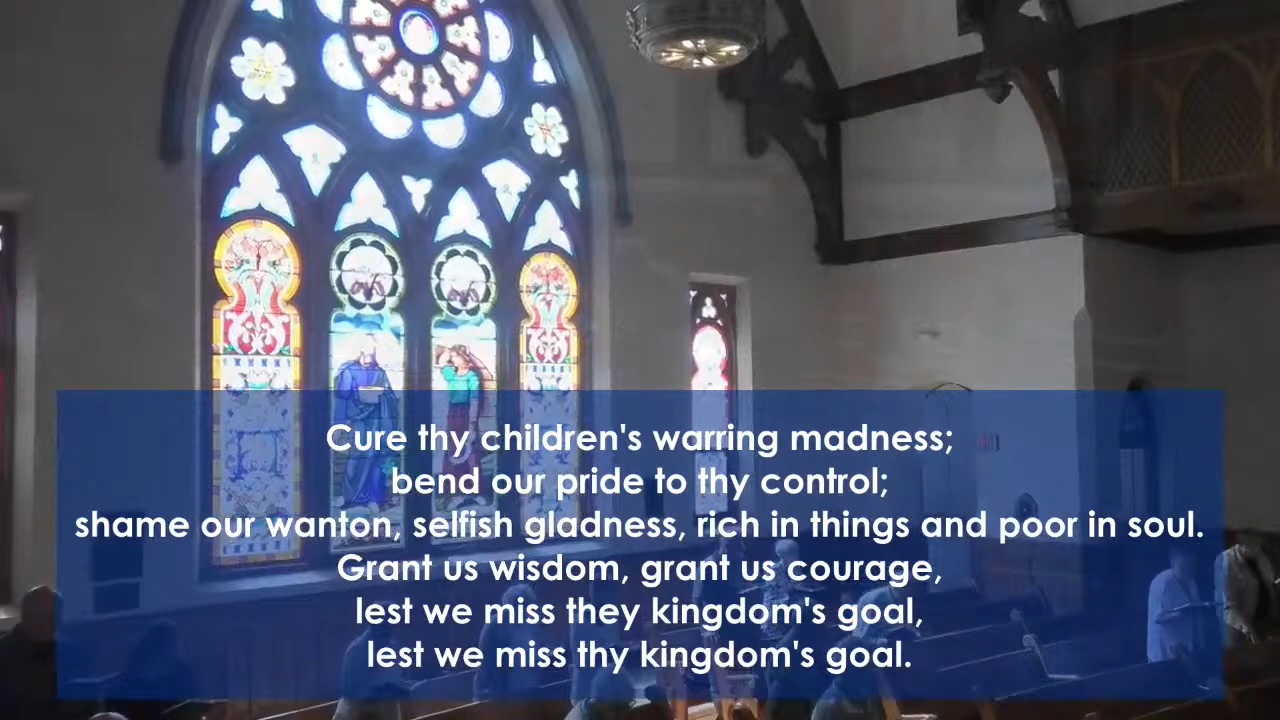 Cure thy children's warring madness;
bend our pride to thy control;
shame our wanton, selfish gladness, rich in things and poor in soul.
Grant us wisdom, grant us courage,
lest we miss they kingdom's goal,
lest we miss thy kingdom's goal.